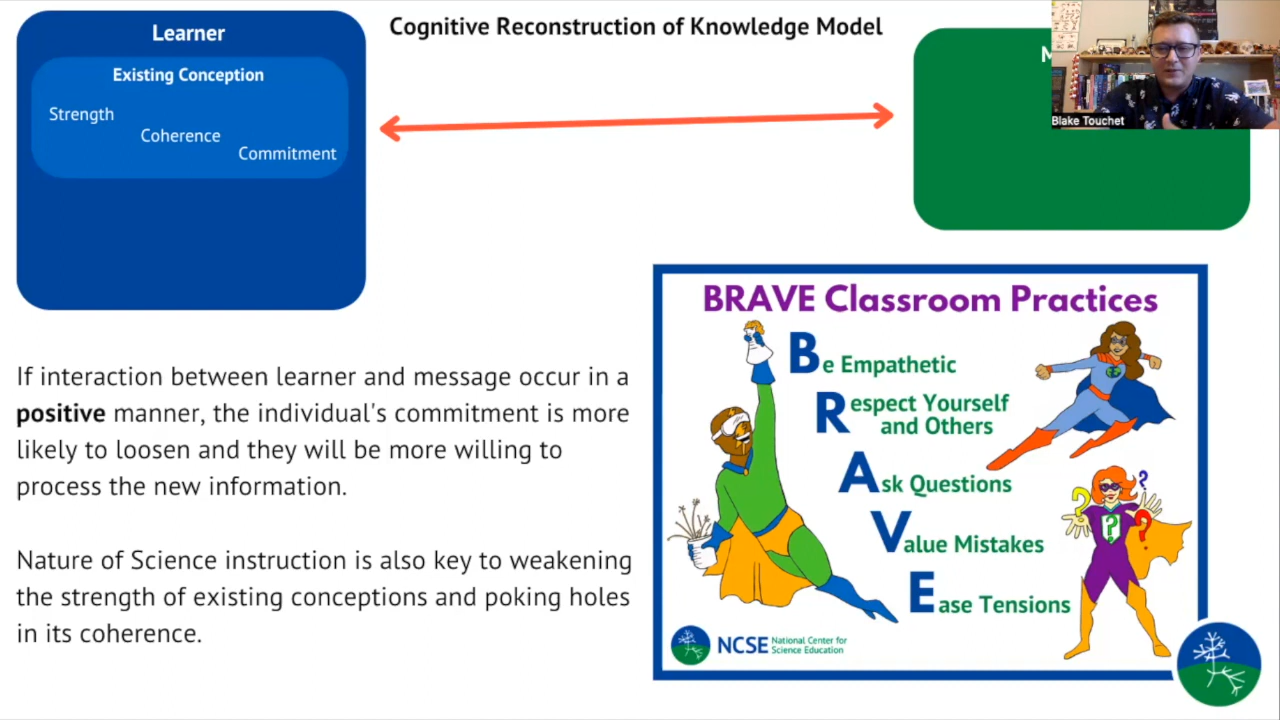 Cognitive Reconstruction of Knowledge Model
Learner
Existing Conception
Strength
Coherence
Commitment
M
Blake Touchet
If interaction between learner and message occur in a
positive manner, the individual's commitment is more
likely to loosen and they will be more willing to
process the new information.
Nature of Science instruction is also key to weakening
the strength of existing conceptions and poking holes
in its coherence.
BRAVE Classroom Practices
Be Empathetic
Respect Yourself
and Others
Ask Questions
Value Mistakes
Ease Tensions
NCSE National Center for
Science Education